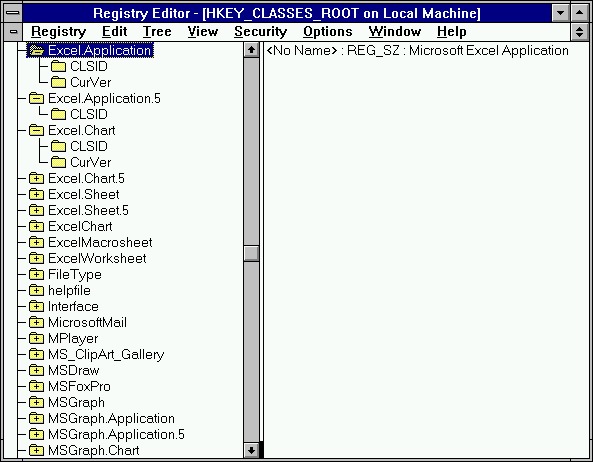 Registry Editor - [HKEY_CLASSES_ROOT on Local Machine]
Registry Edit Tree View Security Options Window Help
Excel.Application
CLSID
CurVer
Excel.Application.5
CLSID
Excel.Chart
CLSID
CurVer
Excel.Chart.5
Excel.Sheet
Excel.Sheet.5
ExcelChart
ExcelMacrosheet
ExcelWorksheet
FileType
helpfile
Interface
MicrosoftMail
MPlayer
MS_ClipArt_Gallery
MSDraw
MSFoxPro
MSGraph
MSGraph.Application
MSGraph.Application.5
MSGraph.Chart
<No Name> : REG_SZ : Microsoft Excel Application